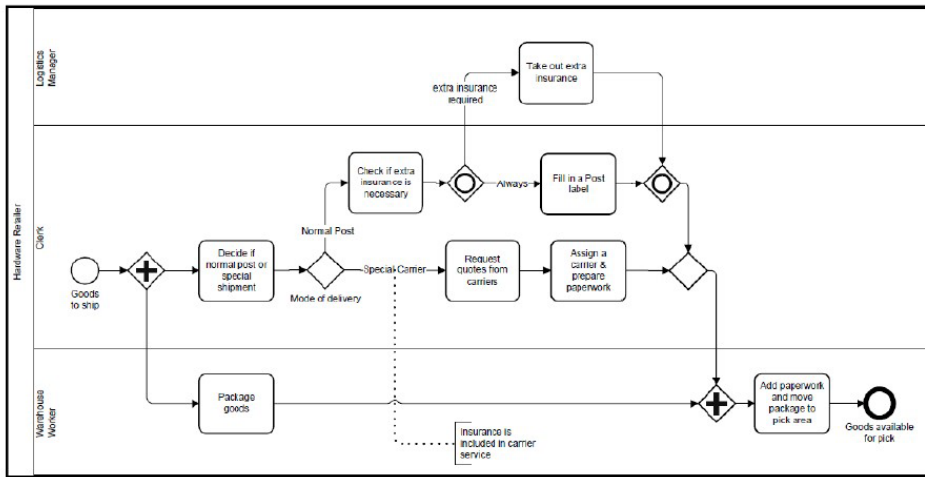 Hardware Retailer
Logistics
Manager
Take out extra
insurance
extra insurance
required
Clerk
Check if extra
insurance is
necessary
Always
Fill in a Post
label
Normal Post
Goods
to ship
Decide if
normal post or
special
shipment
Mode of delivery
Special Carrier
Request
quotes from
carriers
Assign a
carrier &
prepare
paperwork
Warehouse
Worker
Package
goods
Insurance is
included in carrier
service
Add paperwork
and move
package to
pick area
Goods available
for pick